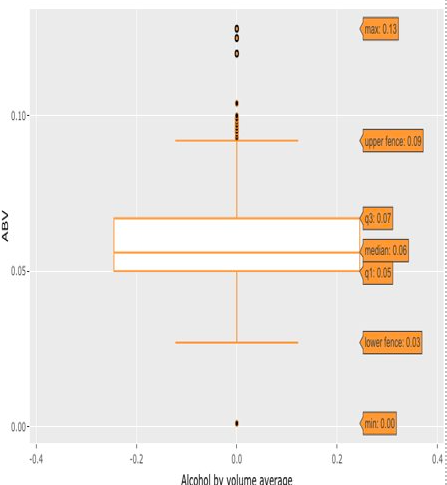 max: 0.13
0.10
upper fence: 0.09
ABV
q3: 0.07
median: 0.06
q1: 0.05
0.05
lower fence: 0.03
min: 0.00
0.00
-0.4 -0.2 0.0 0.2 0.4
Alcohol by volume average